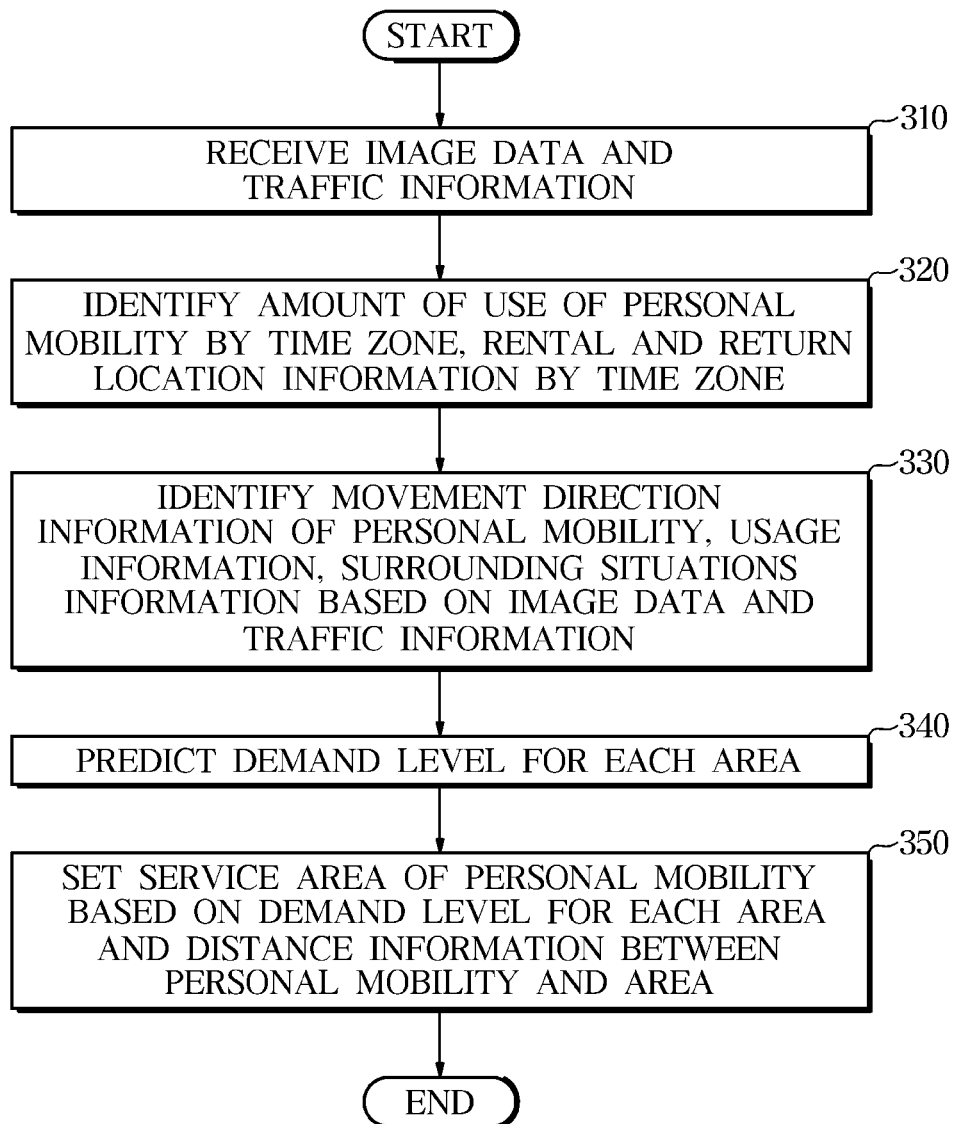 START
310
RECEIVE IMAGE DATA AND
TRAFFIC INFORMATION
320
IDENTIFY AMOUNT OF USE OF PERSONAL
MOBILITY BY TIME ZONE, RENTAL AND RETURN
LOCATION INFORMATION BY TIME ZONE
330
IDENTIFY MOVEMENT DIRECTION
INFORMATION OF PERSONAL MOBILITY, USAGE
INFORMATION, SURROUNDING SITUATIONS
INFORMATION BASED ON IMAGE DATA AND
TRAFFIC INFORMATION
340
PREDICT DEMAND LEVEL FOR EACH AREA
350
SET SERVICE AREA OF PERSONAL MOBILITY
BASED ON DEMAND LEVEL FOR EACH AREA
AND DISTANCE INFORMATION BETWEEN
PERSONAL MOBILITY AND AREA
END